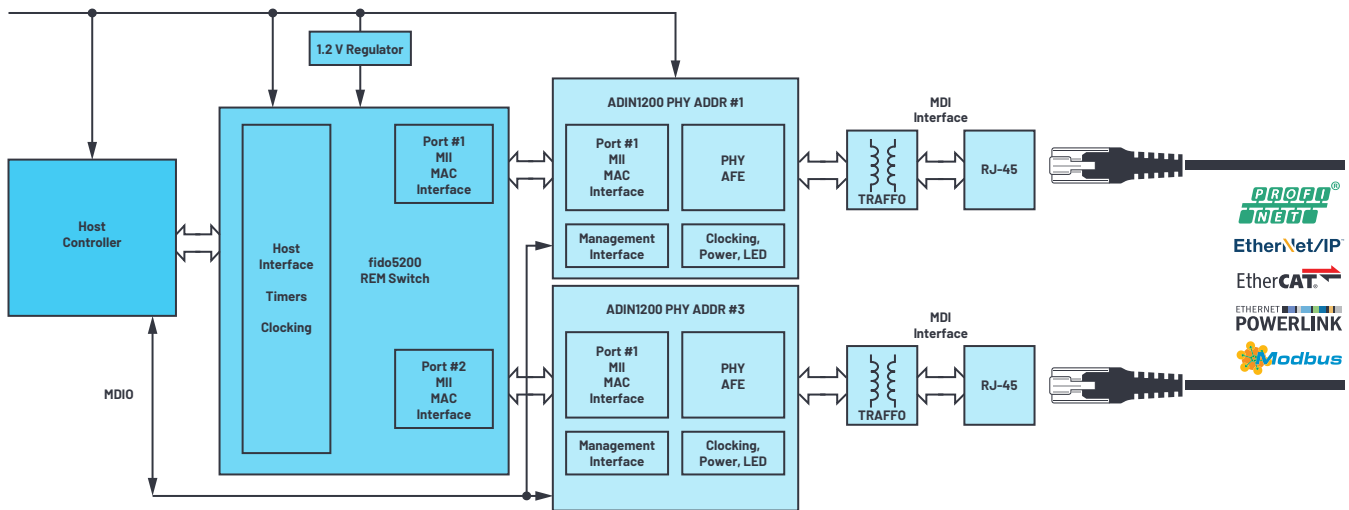 1.2 V Regulator
Host
Controller
MDIO
Host
Interface
Timers
Clocking
fido5200
REM Switch
Port #1
MII
MAC
Interface
Port #2
MII
MAC
Interface
ADIN1200 PHY ADDR #1
Port #1
MII
MAC
Interface
PHY
AFE
Management
Interface
Clocking,
Power, LED
ADIN1200 PHY ADDR #3
Port #1
MII
MAC
Interface
PHY
AFE
Management
Interface
Clocking,
Power, LED
MDI
Interface
TRAFFO
RJ-45
MDI
Interface
TRAFFO
RJ-45
PROFI
NET®
EtherNet/IP™
EtherCAT®
ETHERNET
POWERLINK
Modbus